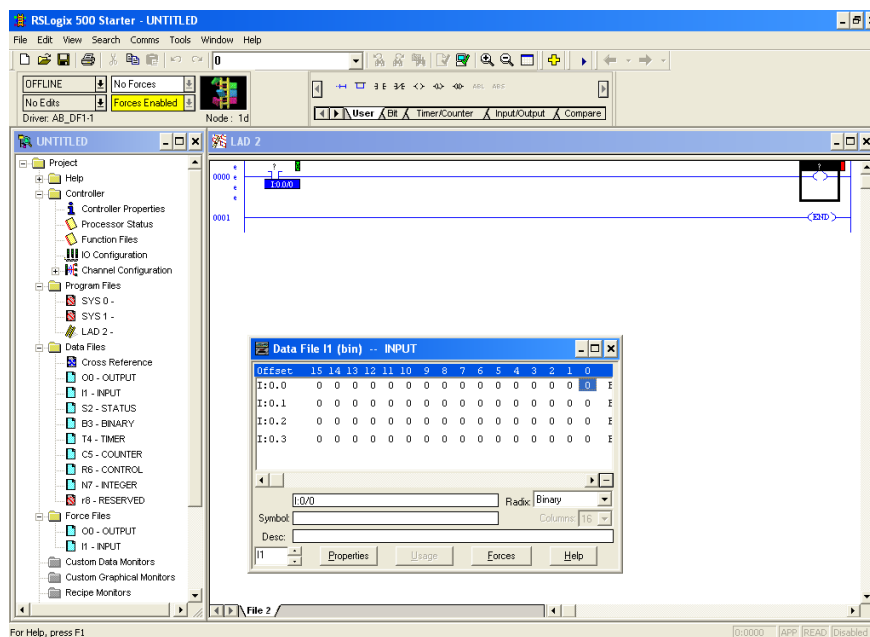 RSLogix 500 Starter - UNTITLED
File Edit View Search Comms Tools Window Help
0
OFFLINE No Forces
No Edits Forces Enabled
Driver: AB_DF1-1 Node : 1d
ABL ABS
User Bit Timer/Counter Input/Output Compare
UNTITLED
Project
Help
Controller
Controller Properties
Processor Status
Function Files
IO Configuration
Channel Configuration
Program Files
SYS 0 -
SYS 1 -
LAD 2 -
Data Files
Cross Reference
O0 - OUTPUT
I1 - INPUT
S2 - STATUS
B3 - BINARY
T4 - TIMER
C5 - COUNTER
R6 - CONTROL
N7 - INTEGER
r8 - RESERVED
Force Files
O0 - OUTPUT
I1 - INPUT
Custom Data Monitors
Custom Graphical Monitors
Recipe Monitors
LAD 2
e ? ?
0000 e
e I:0.0/0
e
0001 END
Data File I1 (bin) -- INPUT
Offset 15 14 13 12 11 10 9 8 7 6 5 4 3 2 1 0
I:0.0 0 0 0 0 0 0 0 0 0 0 0 0 0 0 0 0
I:0.1 0 0 0 0 0 0 0 0 0 0 0 0 0 0 0 0
I:0.2 0 0 0 0 0 0 0 0 0 0 0 0 0 0 0 0
I:0.3 0 0 0 0 0 0 0 0 0 0 0 0 0 0 0 0
I:0/0 Radix: Binary
Symbol: Columns: 16
Desc:
I1 Properties Usage Forces Help
File 2
For Help, press F1 0:0000 APP READ Disabled